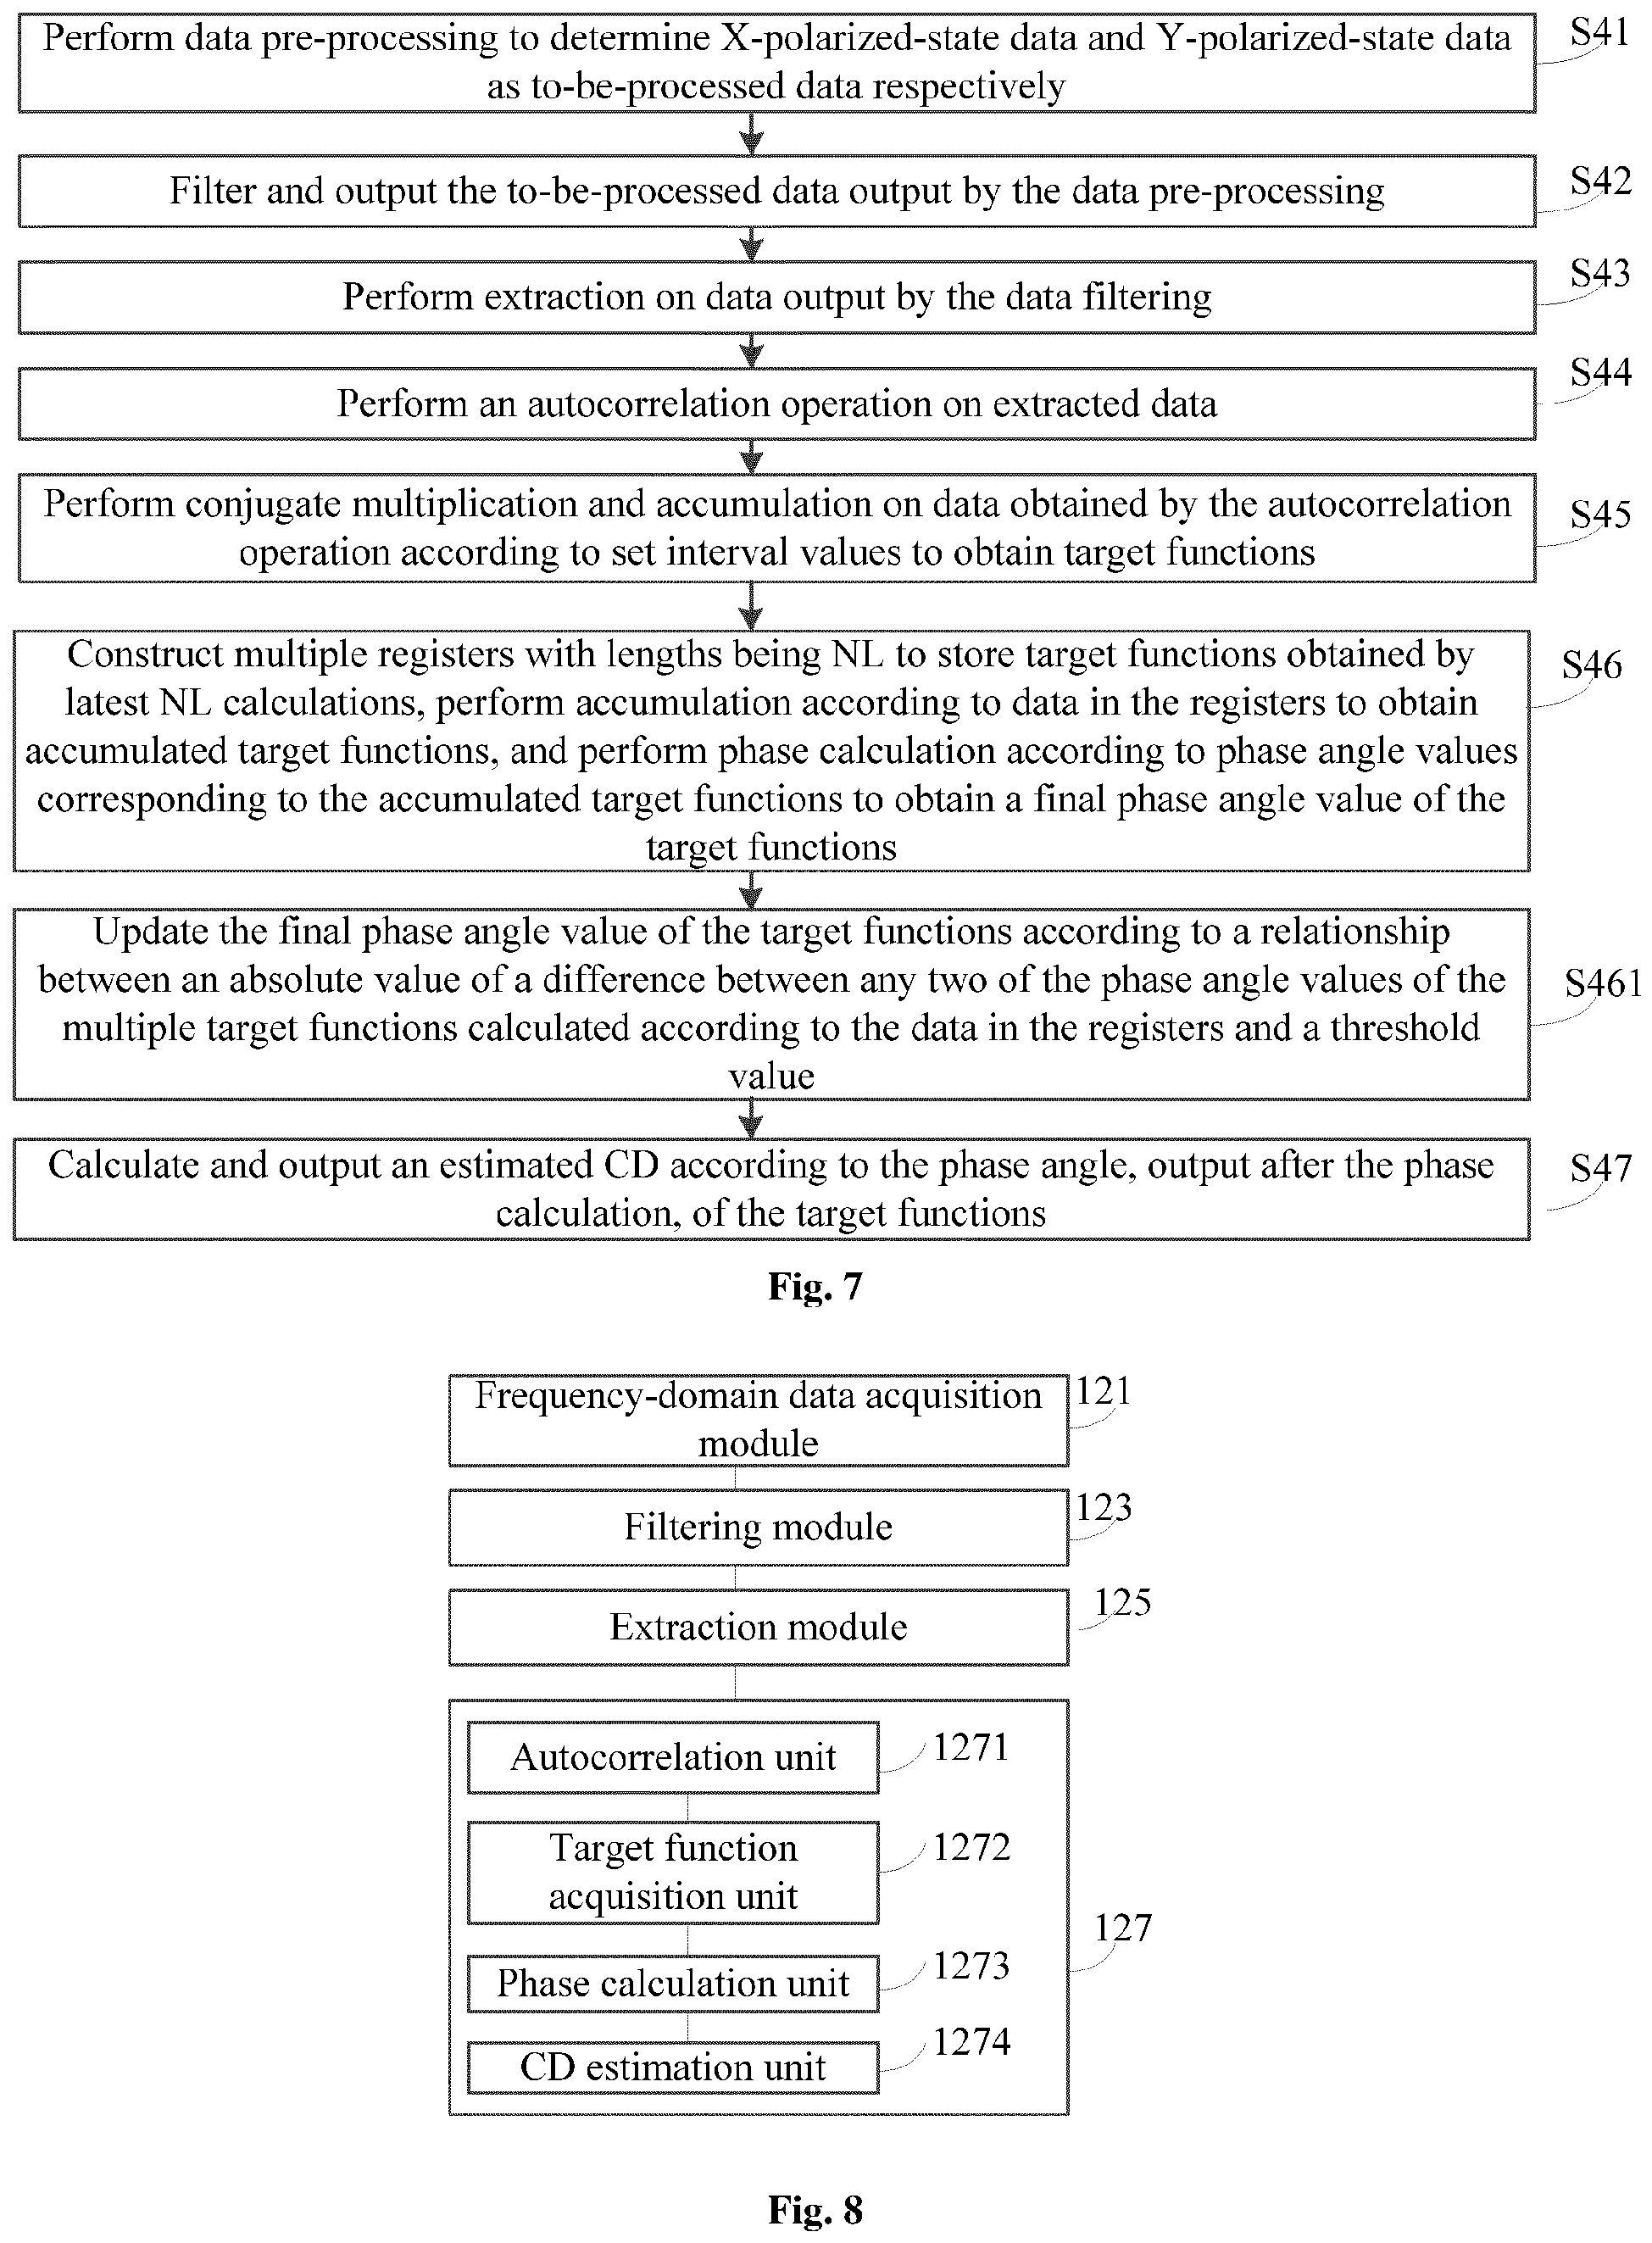 Perform data pre-processing to determine X-polarized-state data and Y-polarized-state data
as to-be-processed data respectively
S41
Filter and output the to-be-processed data output by the data pre-processing
S42
Perform extraction on data output by the data filtering
S43
Perform an autocorrelation operation on extracted data
S44
Perform conjugate multiplication and accumulation on data obtained by the autocorrelation
operation according to set interval values to obtain target functions
S45
Construct multiple registers with lengths being NL to store target functions obtained by
latest NL calculations, perform accumulation according to data in the registers to obtain
accumulated target functions, and perform phase calculation according to phase angle values
corresponding to the accumulated target functions to obtain a final phase angle value of the
target functions
S46
Update the final phase angle value of the target functions according to a relationship
between an absolute value of a difference between any two of the phase angle values of the
multiple target functions calculated according to the data in the registers and a threshold
value
S461
Calculate and output an estimated CD according to the phase angle, output after the phase
calculation, of the target functions
S47
Fig. 7
Frequency-domain data acquisition
module
121
Filtering module
123
Extraction module
125
Autocorrelation unit
1271
Target function
acquisition unit
1272
127
Phase calculation unit
1273
CD estimation unit
1274
Fig. 8